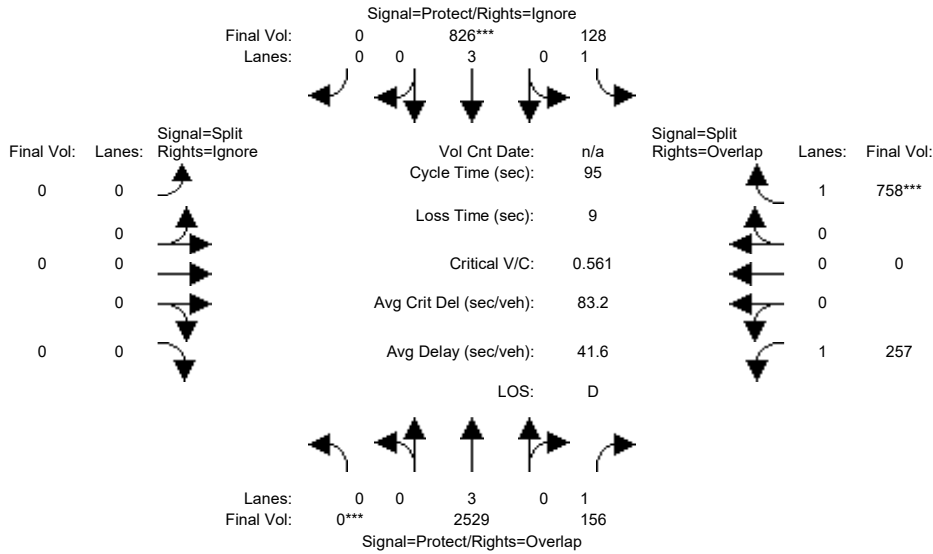 Signal=Protect/Rights=Ignore
Final Vol: 0 826*** 128
Lanes: 0 0 3 0 1
Signal=Split
Final Vol: Lanes: Rights=Ignore
Vol Cnt Date: n/a
Signal=Split
Rights=Overlap Lanes: Final Vol:
Cycle Time (sec): 95
0 0
1 758***
Loss Time (sec): 9
0
0
0 0
Critical V/C: 0.561
0 0
0
Avg Crit Del (sec/veh): 83.2
0
0 0
Avg Delay (sec/veh): 41.6
1 257
LOS: D
Lanes: 0 0 3 0 1
Final Vol: 0*** 2529 156
Signal=Protect/Rights=Overlap